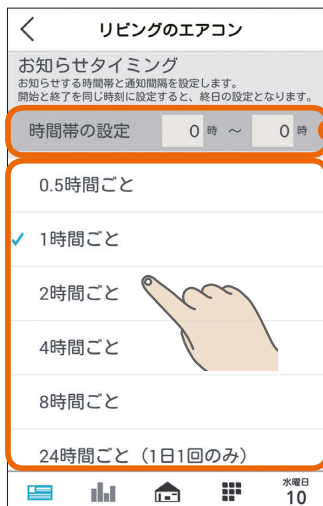 リビングのエアコン
お知らせタイミング
お知らせする時間帯と通知間隔を設定します。
開始と終了を同じ時刻に設定すると、終日の設定となります。
時間帯の設定 0 時 ～ 0 時
0.5時間ごと
1時間ごと
2時間ごと
4時間ごと
8時間ごと
24時間ごと（1日1回のみ）
水曜日
10